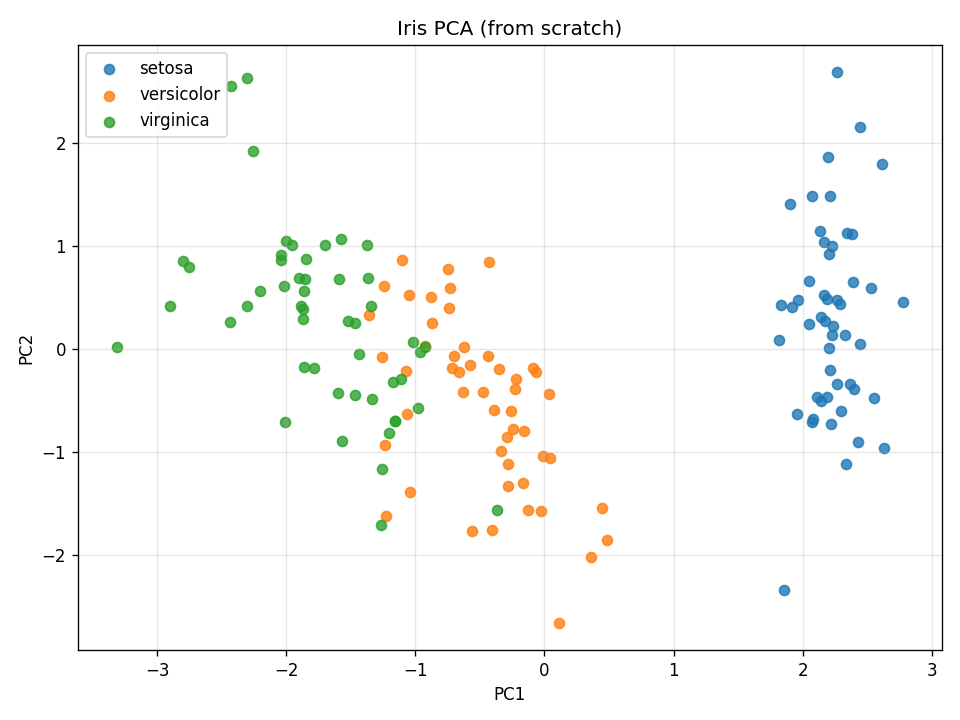 Iris PCA (from scratch)
setosa
versicolor
virginica
2
1
0
−1
−2
PC2
−3
−2
−1
0
1
2
3
PC1